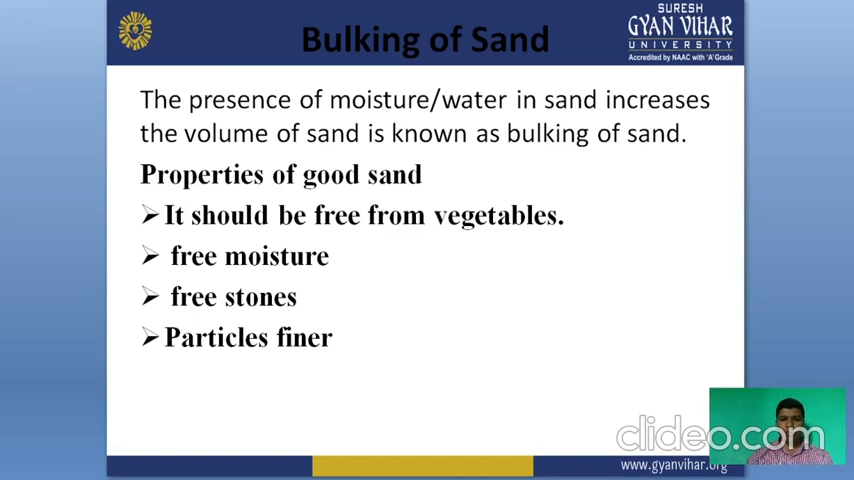 SURESH
GYAN VIHAR
UNIVERSITY
Accredited by NAAC with 'A' Grade
Bulking of Sand
The presence of moisture/water in sand increases
the volume of sand is known as bulking of sand.
Properties of good sand
➢It should be free from vegetables.
➢ free moisture
➢ free stones
➢Particles finer
clideo.com
www.gyanvihar.org